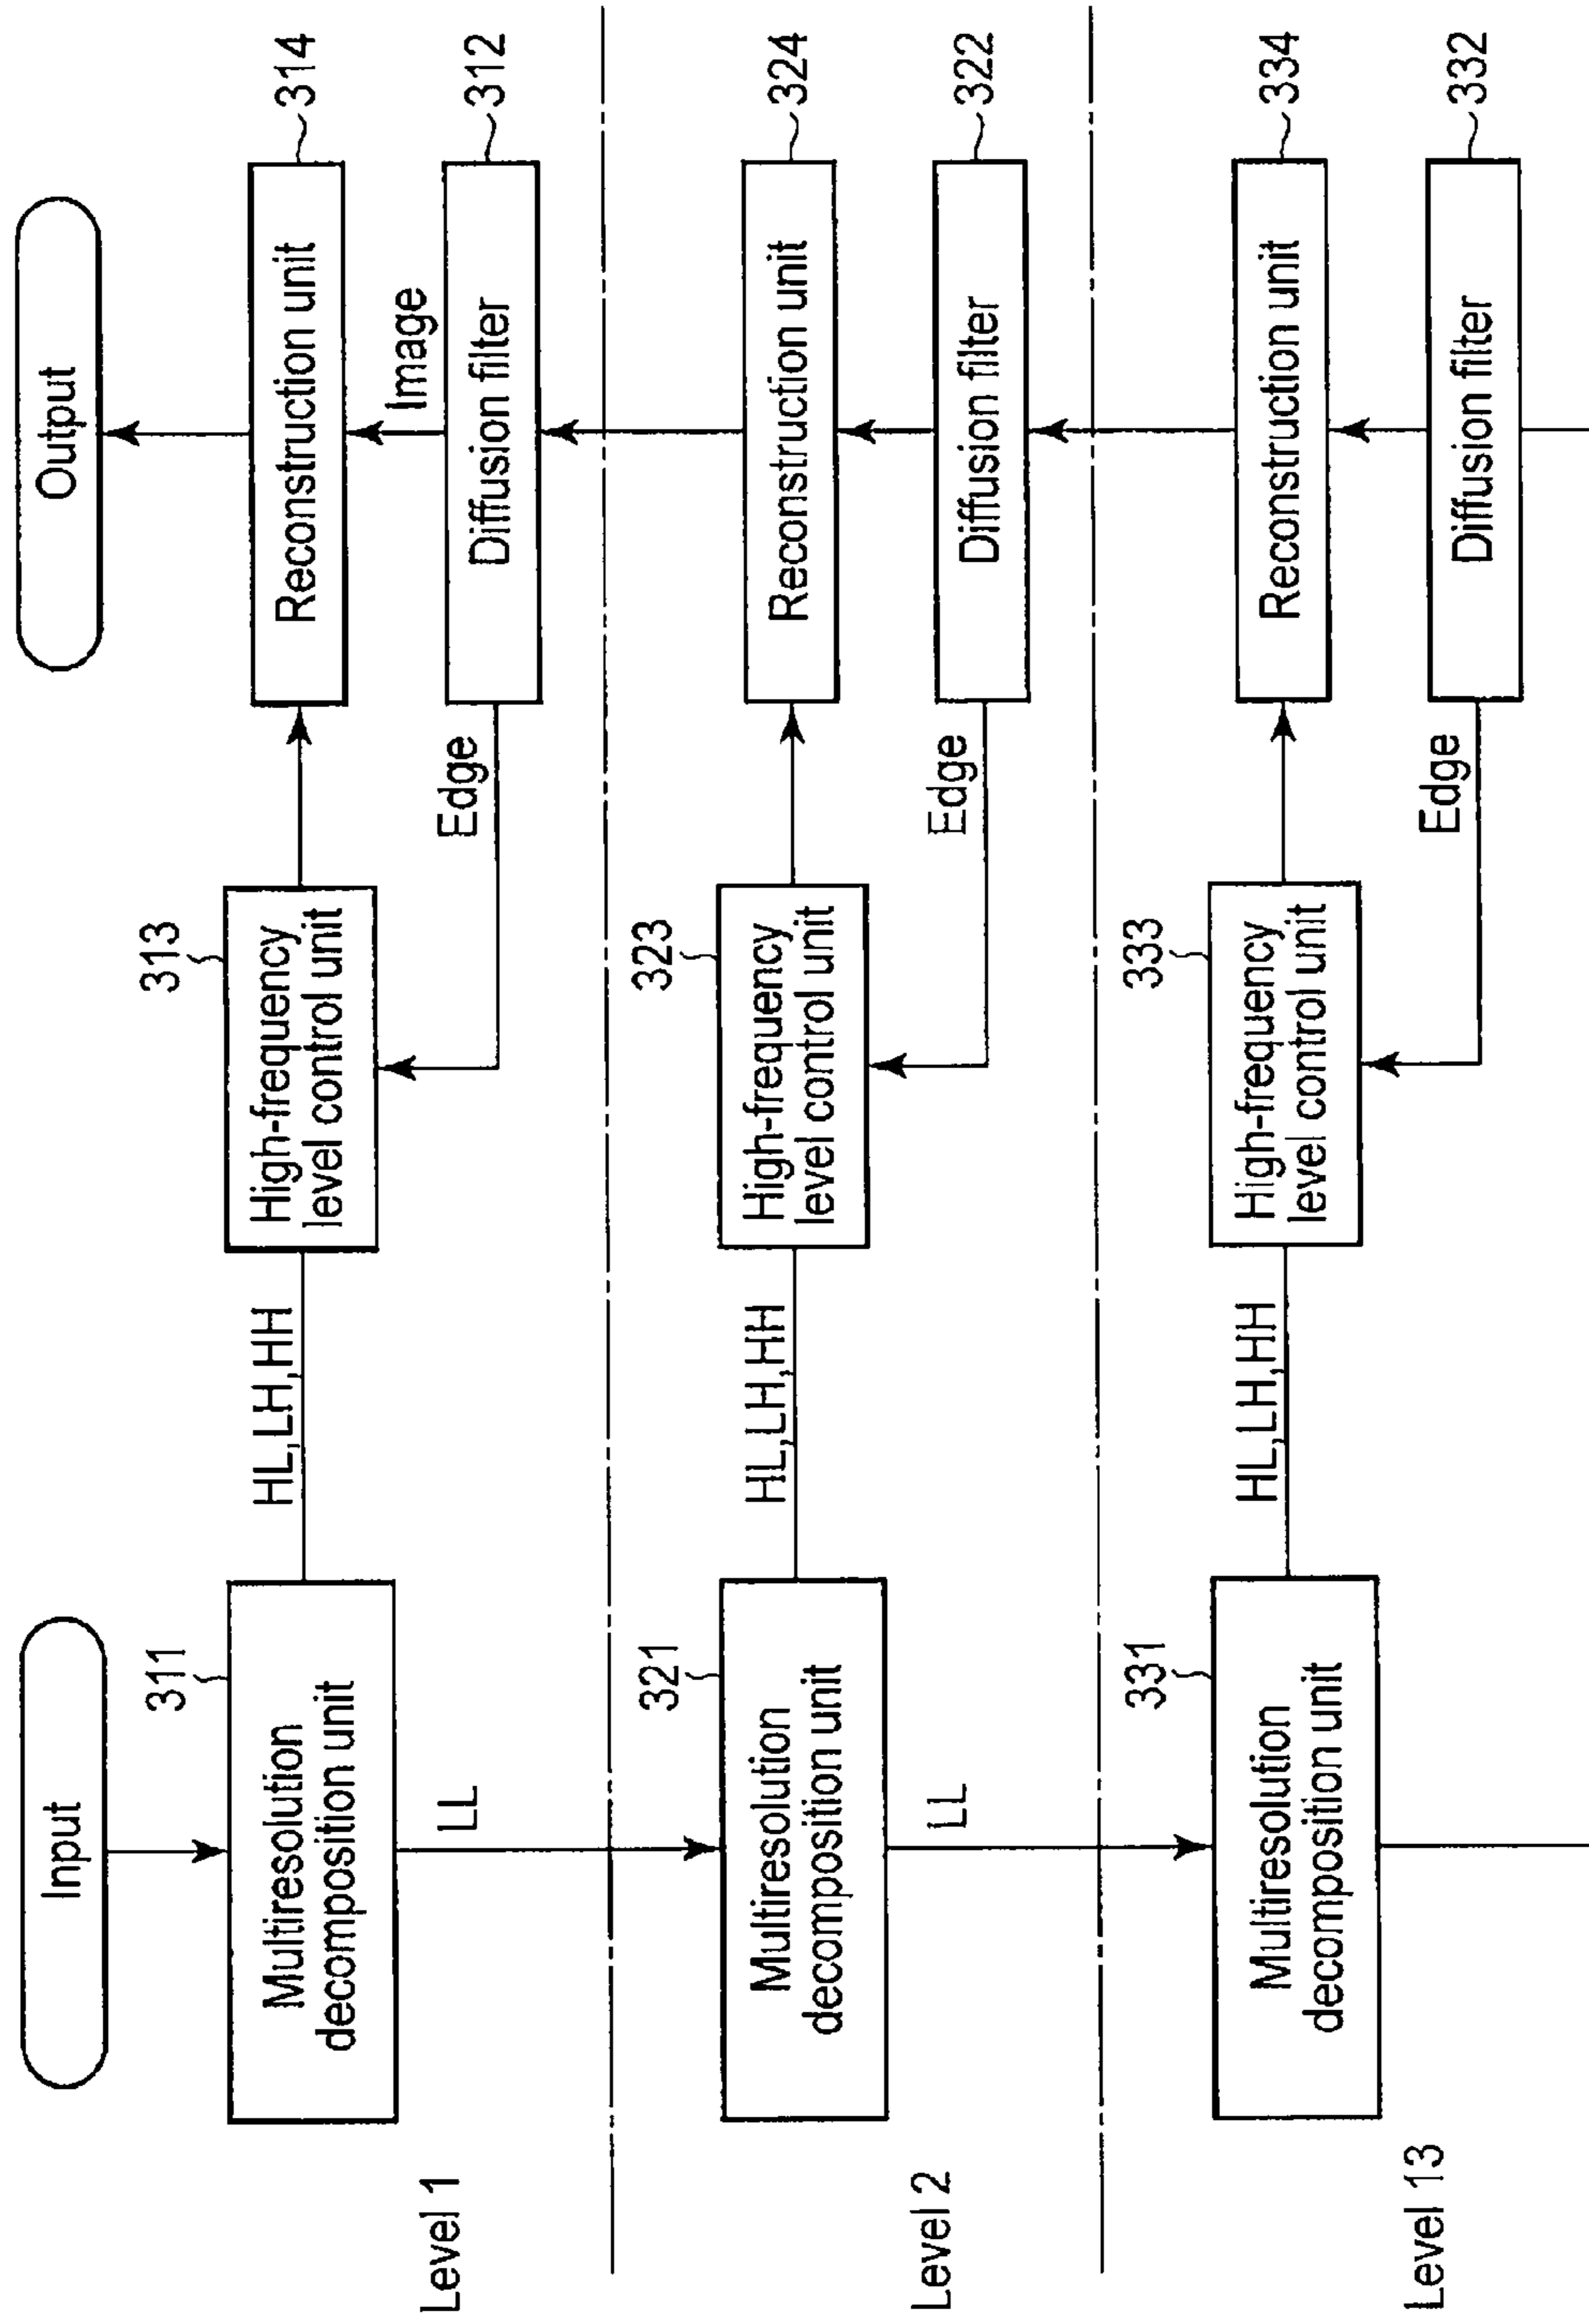 Input
Output
311
Multiresolution
decomposition unit
HL,LH,HH
313
High-frequency
level control unit
Reconstruction unit
314
Image
LL
Edge
Diffusion filter
312
Level 1
321
Multiresolution
decomposition unit
HL,LH,HH
323
High-frequency
level control unit
Reconstruction unit
324
LL
Edge
Diffusion filter
322
Level 2
331
Multiresolution
decomposition unit
HL,LH,HH
333
High-frequency
level control unit
Reconstruction unit
334
Edge
Diffusion filter
332
Level 13